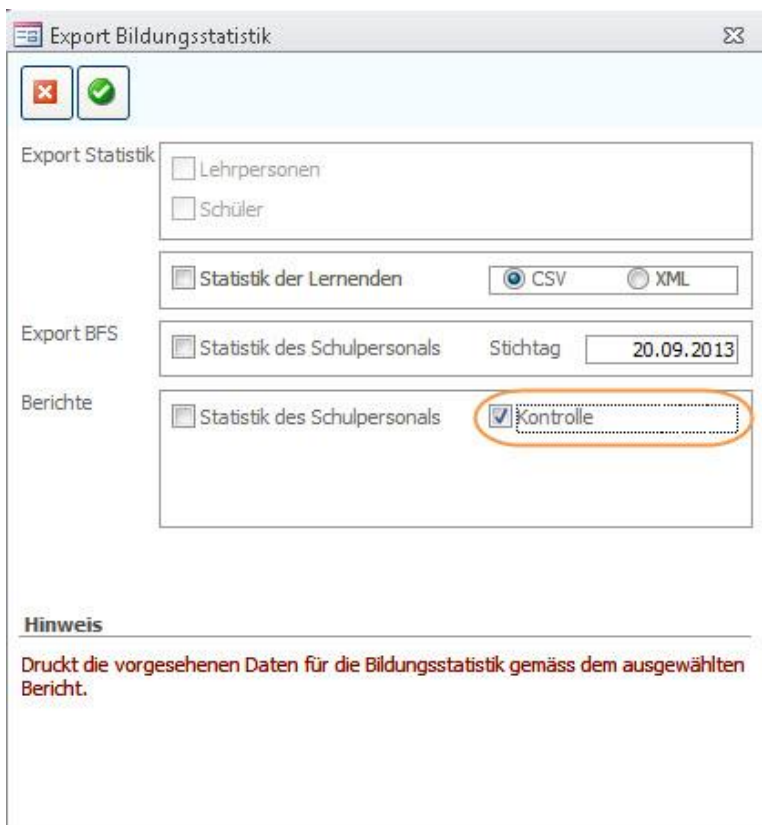 Export Bildungsstatistik
Export Statistik
Lehrpersonen
Schüler
Statistik der Lernenden CSV XML
Export BFS
Statistik des Schulpersonals Stichtag 20.09.2013
Berichte
Statistik des Schulpersonals Kontrolle
Hinweis
Druckt die vorgesehenen Daten für die Bildungsstatistik gemäss dem ausgewählten
Bericht.